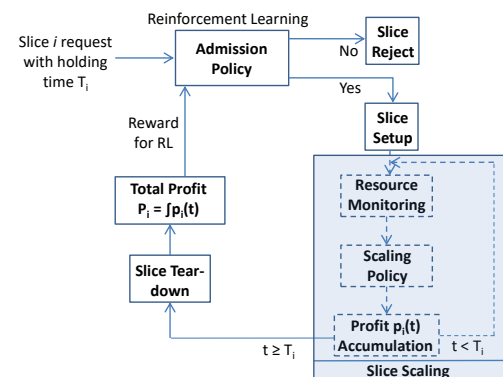 Reinforcement Learning
Slice i request
with holding
time Tᵢ
Admission
Policy
No
Slice
Reject
Yes
Slice
Setup
Reward
for RL
Resource
Monitoring
Total Profit
Pᵢ = ∫pᵢ(t)
Scaling
Policy
Slice Tear-
down
Profit pᵢ(t)
Accumulation
t ≥ Tᵢ
t < Tᵢ
Slice Scaling